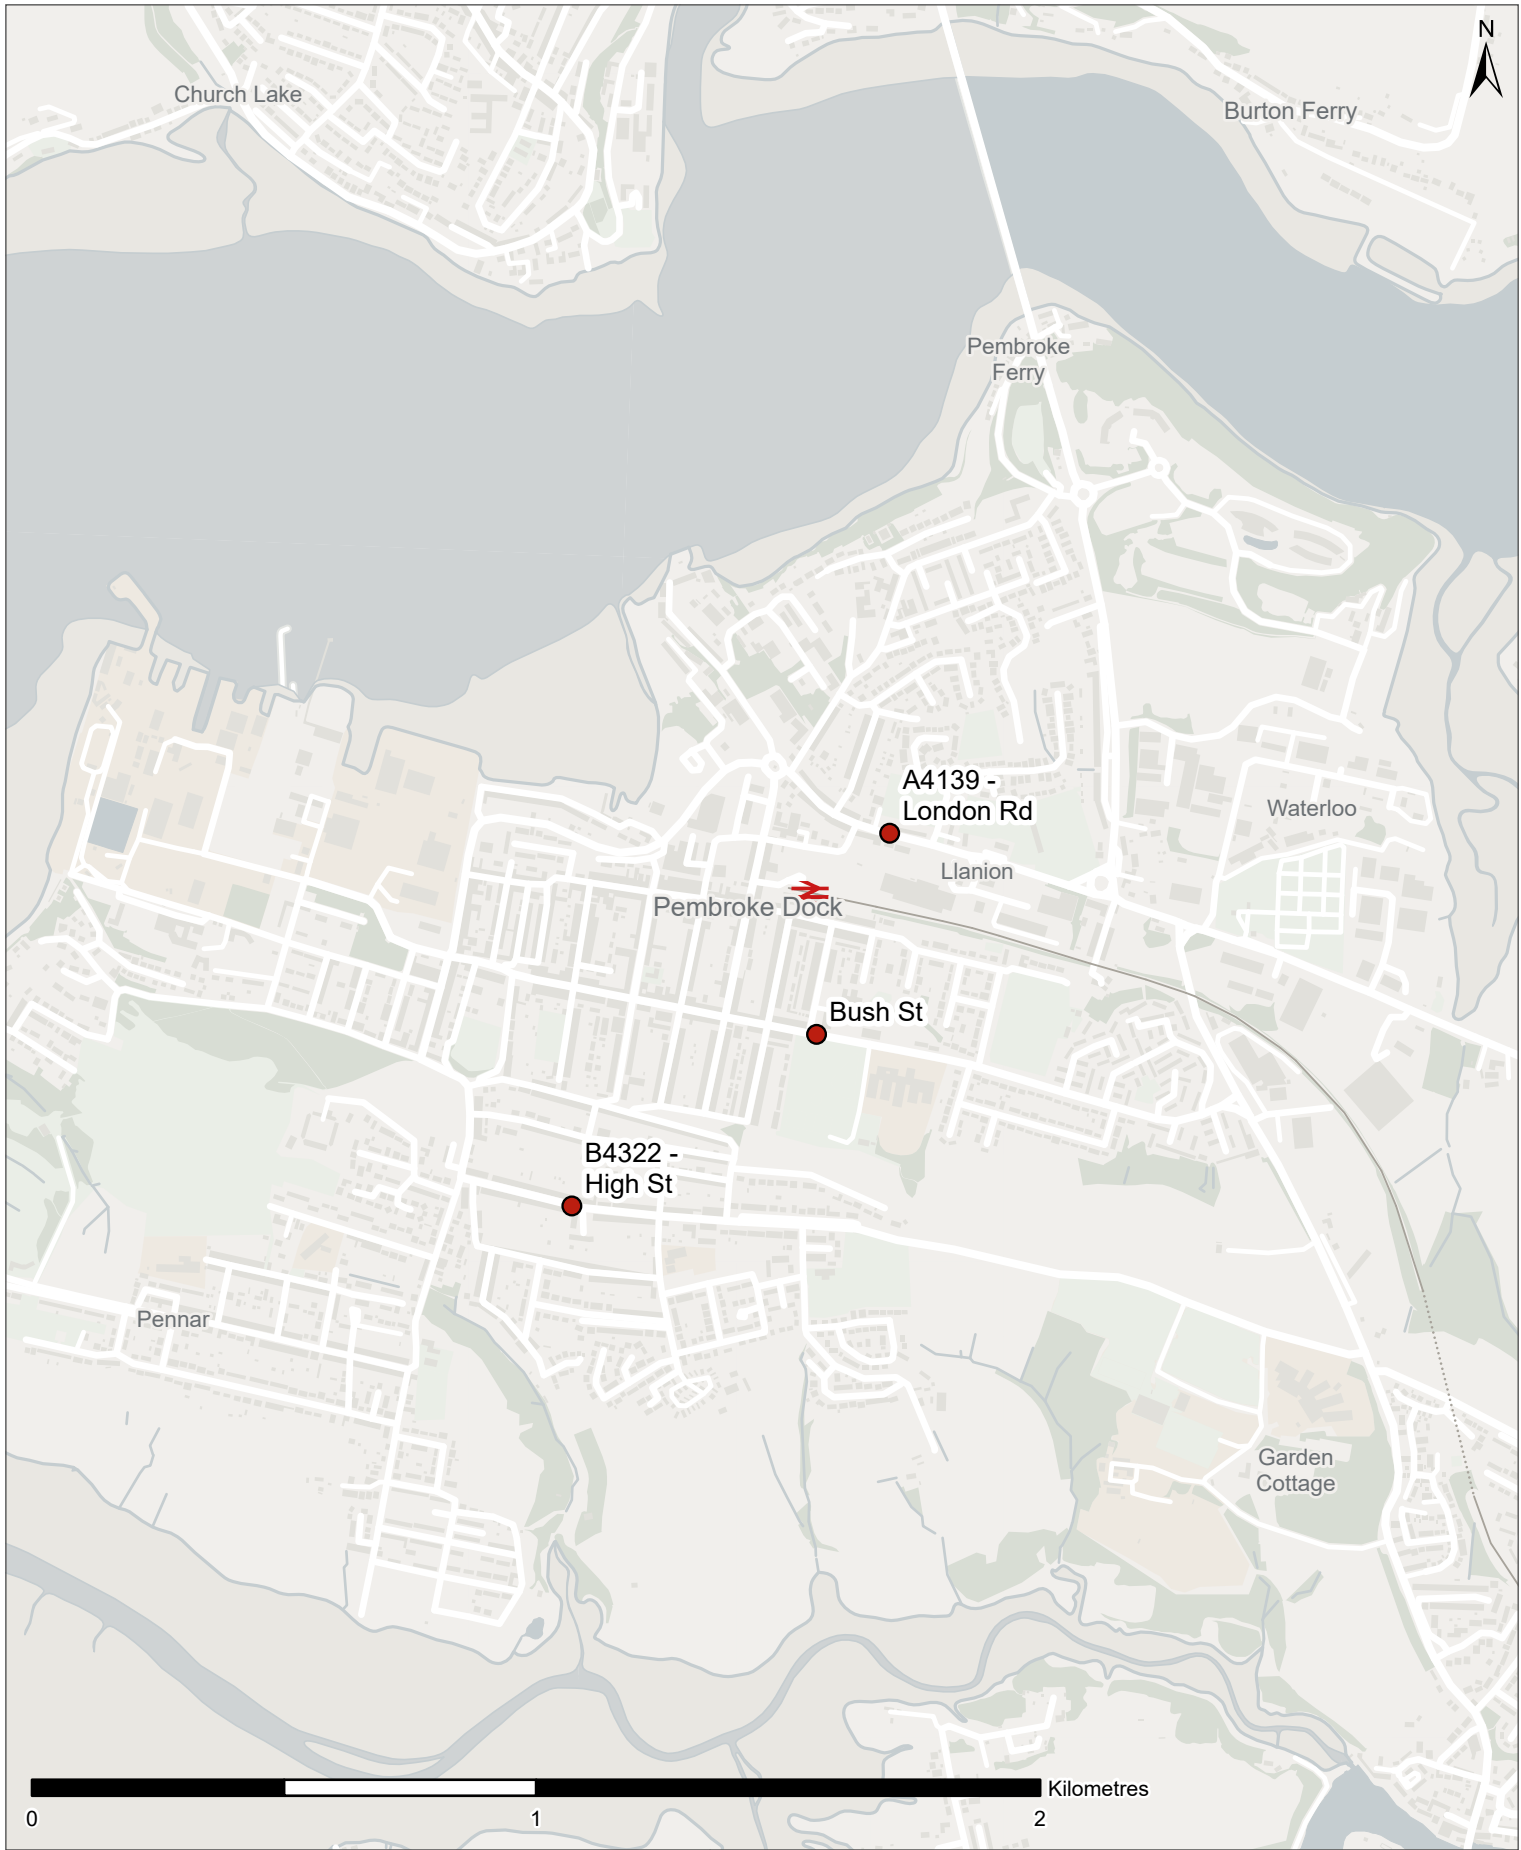 N
Church Lake
Burton Ferry
Pembroke
Ferry
A4139 -
London Rd
Waterloo
Llanion
Pembroke Dock
Bush St
B4322 -
High St
Pennar
Garden
Cottage
Kilometres
0 1 2